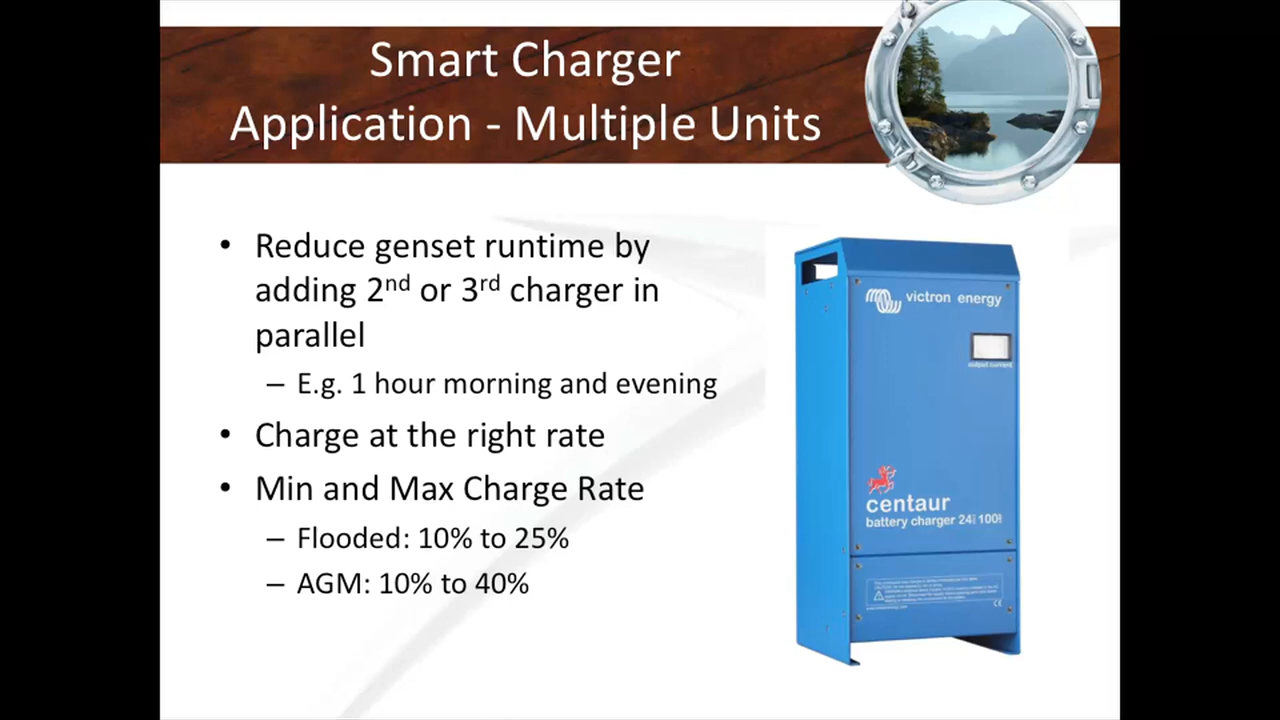 Smart Charger
Application - Multiple Units
• Reduce genset runtime by
adding 2nd or 3rd charger in
parallel
– E.g. 1 hour morning and evening
• Charge at the right rate
• Min and Max Charge Rate
– Flooded: 10% to 25%
– AGM: 10% to 40%
victron energy
output current
centaur
battery charger 24 100